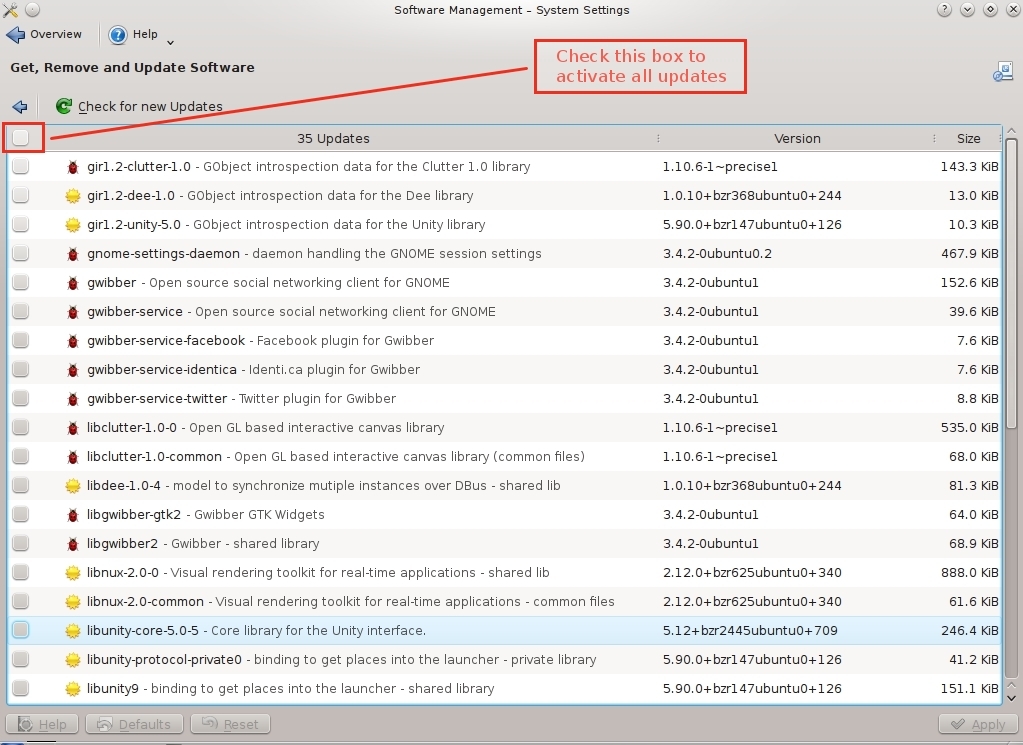 Software Management – System Settings
Overview Help
Get, Remove and Update Software
Check this box to
activate all updates
Check for new Updates
35 Updates Version Size
gir1.2-clutter-1.0 - GObject introspection data for the Clutter 1.0 library 1.10.6-1~precise1 143.3 KiB
gir1.2-dee-1.0 - GObject introspection data for the Dee library 1.0.10+bzr368ubuntu0+244 13.0 KiB
gir1.2-unity-5.0 - GObject introspection data for the Unity library 5.90.0+bzr147ubuntu0+126 10.3 KiB
gnome-settings-daemon - daemon handling the GNOME session settings 3.4.2-0ubuntu0.2 467.9 KiB
gwibber - Open source social networking client for GNOME 3.4.2-0ubuntu1 152.6 KiB
gwibber-service - Open source social networking client for GNOME 3.4.2-0ubuntu1 39.6 KiB
gwibber-service-facebook - Facebook plugin for Gwibber 3.4.2-0ubuntu1 7.6 KiB
gwibber-service-identica - Identi.ca plugin for Gwibber 3.4.2-0ubuntu1 7.6 KiB
gwibber-service-twitter - Twitter plugin for Gwibber 3.4.2-0ubuntu1 8.8 KiB
libclutter-1.0-0 - Open GL based interactive canvas library 1.10.6-1~precise1 535.0 KiB
libclutter-1.0-common - Open GL based interactive canvas library (common files) 1.10.6-1~precise1 68.0 KiB
libdee-1.0-4 - model to synchronize mutiple instances over DBus - shared lib 1.0.10+bzr368ubuntu0+244 81.3 KiB
libgwibber-gtk2 - Gwibber GTK Widgets 3.4.2-0ubuntu1 64.0 KiB
libgwibber2 - Gwibber - shared library 3.4.2-0ubuntu1 68.9 KiB
libnux-2.0-0 - Visual rendering toolkit for real-time applications - shared lib 2.12.0+bzr625ubuntu0+340 888.0 KiB
libnux-2.0-common - Visual rendering toolkit for real-time applications - common files 2.12.0+bzr625ubuntu0+340 61.6 KiB
libunity-core-5.0-5 - Core library for the Unity interface. 5.12+bzr2445ubuntu0+709 246.4 KiB
libunity-protocol-private0 - binding to get places into the launcher - private library 5.90.0+bzr147ubuntu0+126 41.2 KiB
libunity9 - binding to get places into the launcher - shared library 5.90.0+bzr147ubuntu0+126 151.1 KiB
Help Defaults Reset Apply